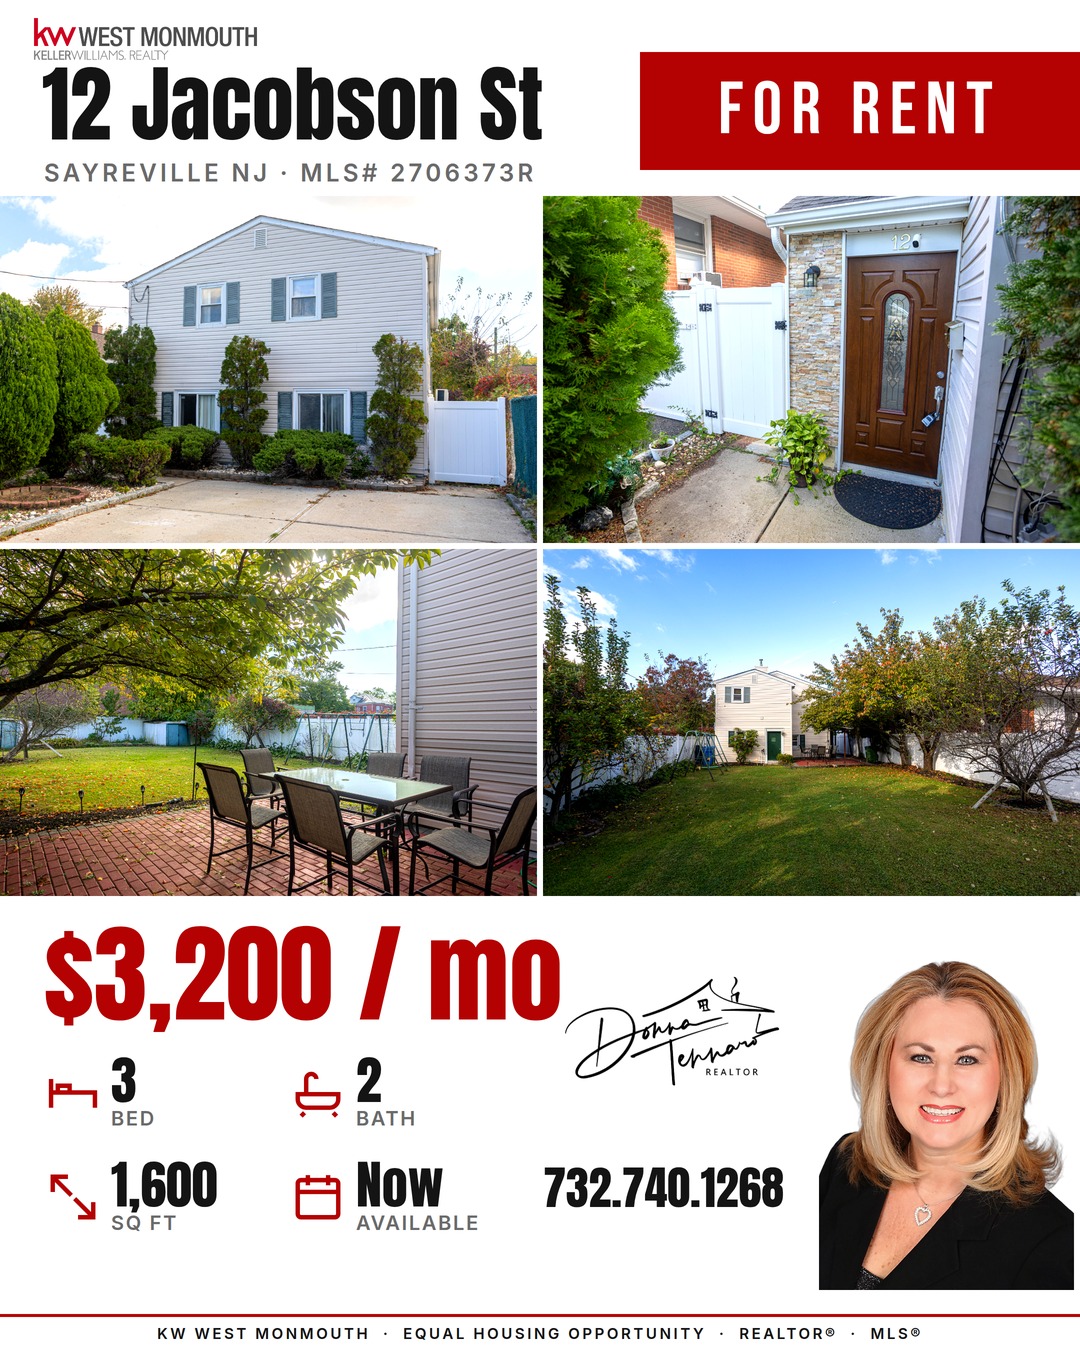 kw WEST MONMOUTH
KELLERWILLIAMS. REALTY
12 Jacobson St
FOR RENT
SAYREVILLE NJ · MLS# 2706373R
12
$3,200 / mo
Donna
Tennaro
REALTOR
3
BED
2
BATH
1,600
SQ FT
Now
AVAILABLE
732.740.1268
KW WEST MONMOUTH · EQUAL HOUSING OPPORTUNITY · REALTOR® · MLS®